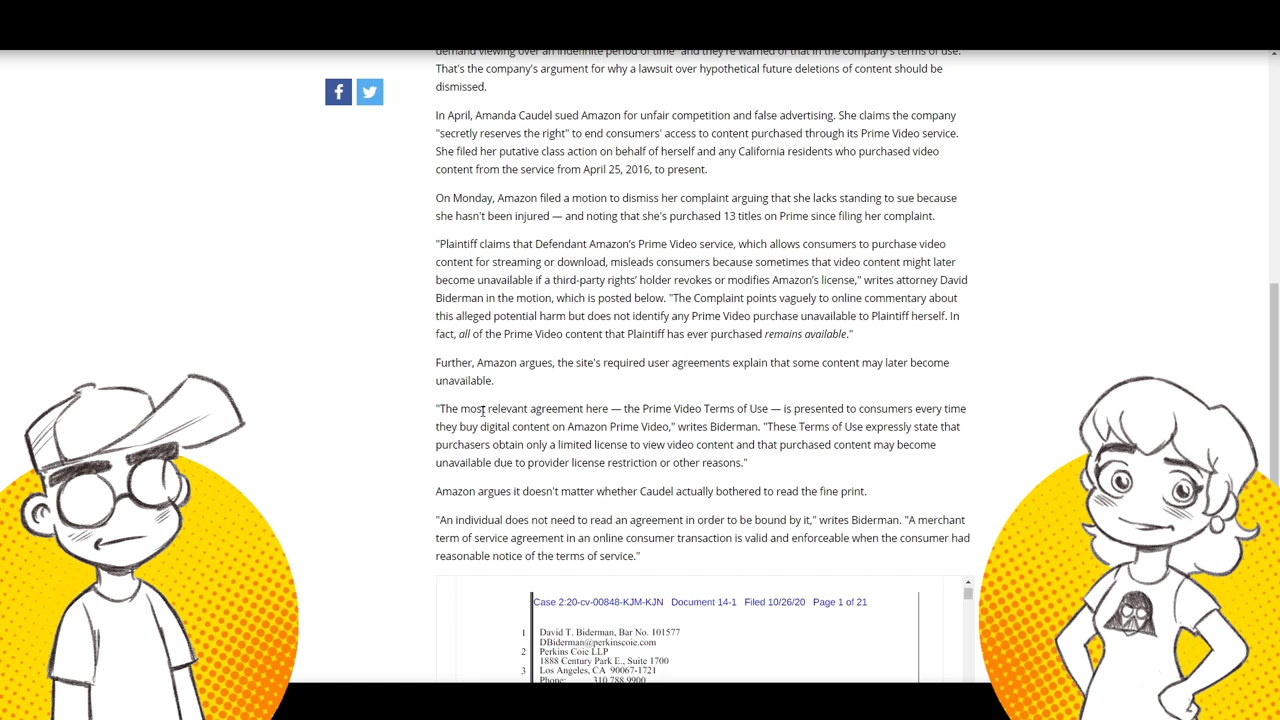 demand viewing over an indefinite period of time" and they're warned of that in the company's terms of use.
That's the company's argument for why a lawsuit over hypothetical future deletions of content should be
dismissed.
In April, Amanda Caudel sued Amazon for unfair competition and false advertising. She claims the company
"secretly reserves the right" to end consumers' access to content purchased through its Prime Video service.
She filed her putative class action on behalf of herself and any California residents who purchased video
content from the service from April 25, 2016, to present.
On Monday, Amazon filed a motion to dismiss her complaint arguing that she lacks standing to sue because
she hasn't been injured — and noting that she's purchased 13 titles on Prime since filing her complaint.
"Plaintiff claims that Defendant Amazon's Prime Video service, which allows consumers to purchase video
content for streaming or download, misleads consumers because sometimes that video content might later
become unavailable if a third-party rights' holder revokes or modifies Amazon's license," writes attorney David
Biderman in the motion, which is posted below. "The Complaint points vaguely to online commentary about
this alleged potential harm but does not identify any Prime Video purchase unavailable to Plaintiff herself. In
fact, all of the Prime Video content that Plaintiff has ever purchased remains available."
Further, Amazon argues, the site's required user agreements explain that some content may later become
unavailable.
"The most relevant agreement here — the Prime Video Terms of Use — is presented to consumers every time
they buy digital content on Amazon Prime Video," writes Biderman. "These Terms of Use expressly state that
purchasers obtain only a limited license to view video content and that purchased content may become
unavailable due to provider license restriction or other reasons."
Amazon argues it doesn't matter whether Caudel actually bothered to read the fine print.
"An individual does not need to read an agreement in order to be bound by it," writes Biderman. "A merchant
term of service agreement in an online consumer transaction is valid and enforceable when the consumer had
reasonable notice of the terms of service."
Case 2:20-cv-00848-KJM-KJN Document 14-1 Filed 10/26/20 Page 1 of 21
1 David T. Biderman, Bar No. 101577
DBiderman@perkinscoie.com
2 Perkins Coie LLP
1888 Century Park E., Suite 1700
3 Los Angeles, CA 90067-1721
Phone: 310.788.9900